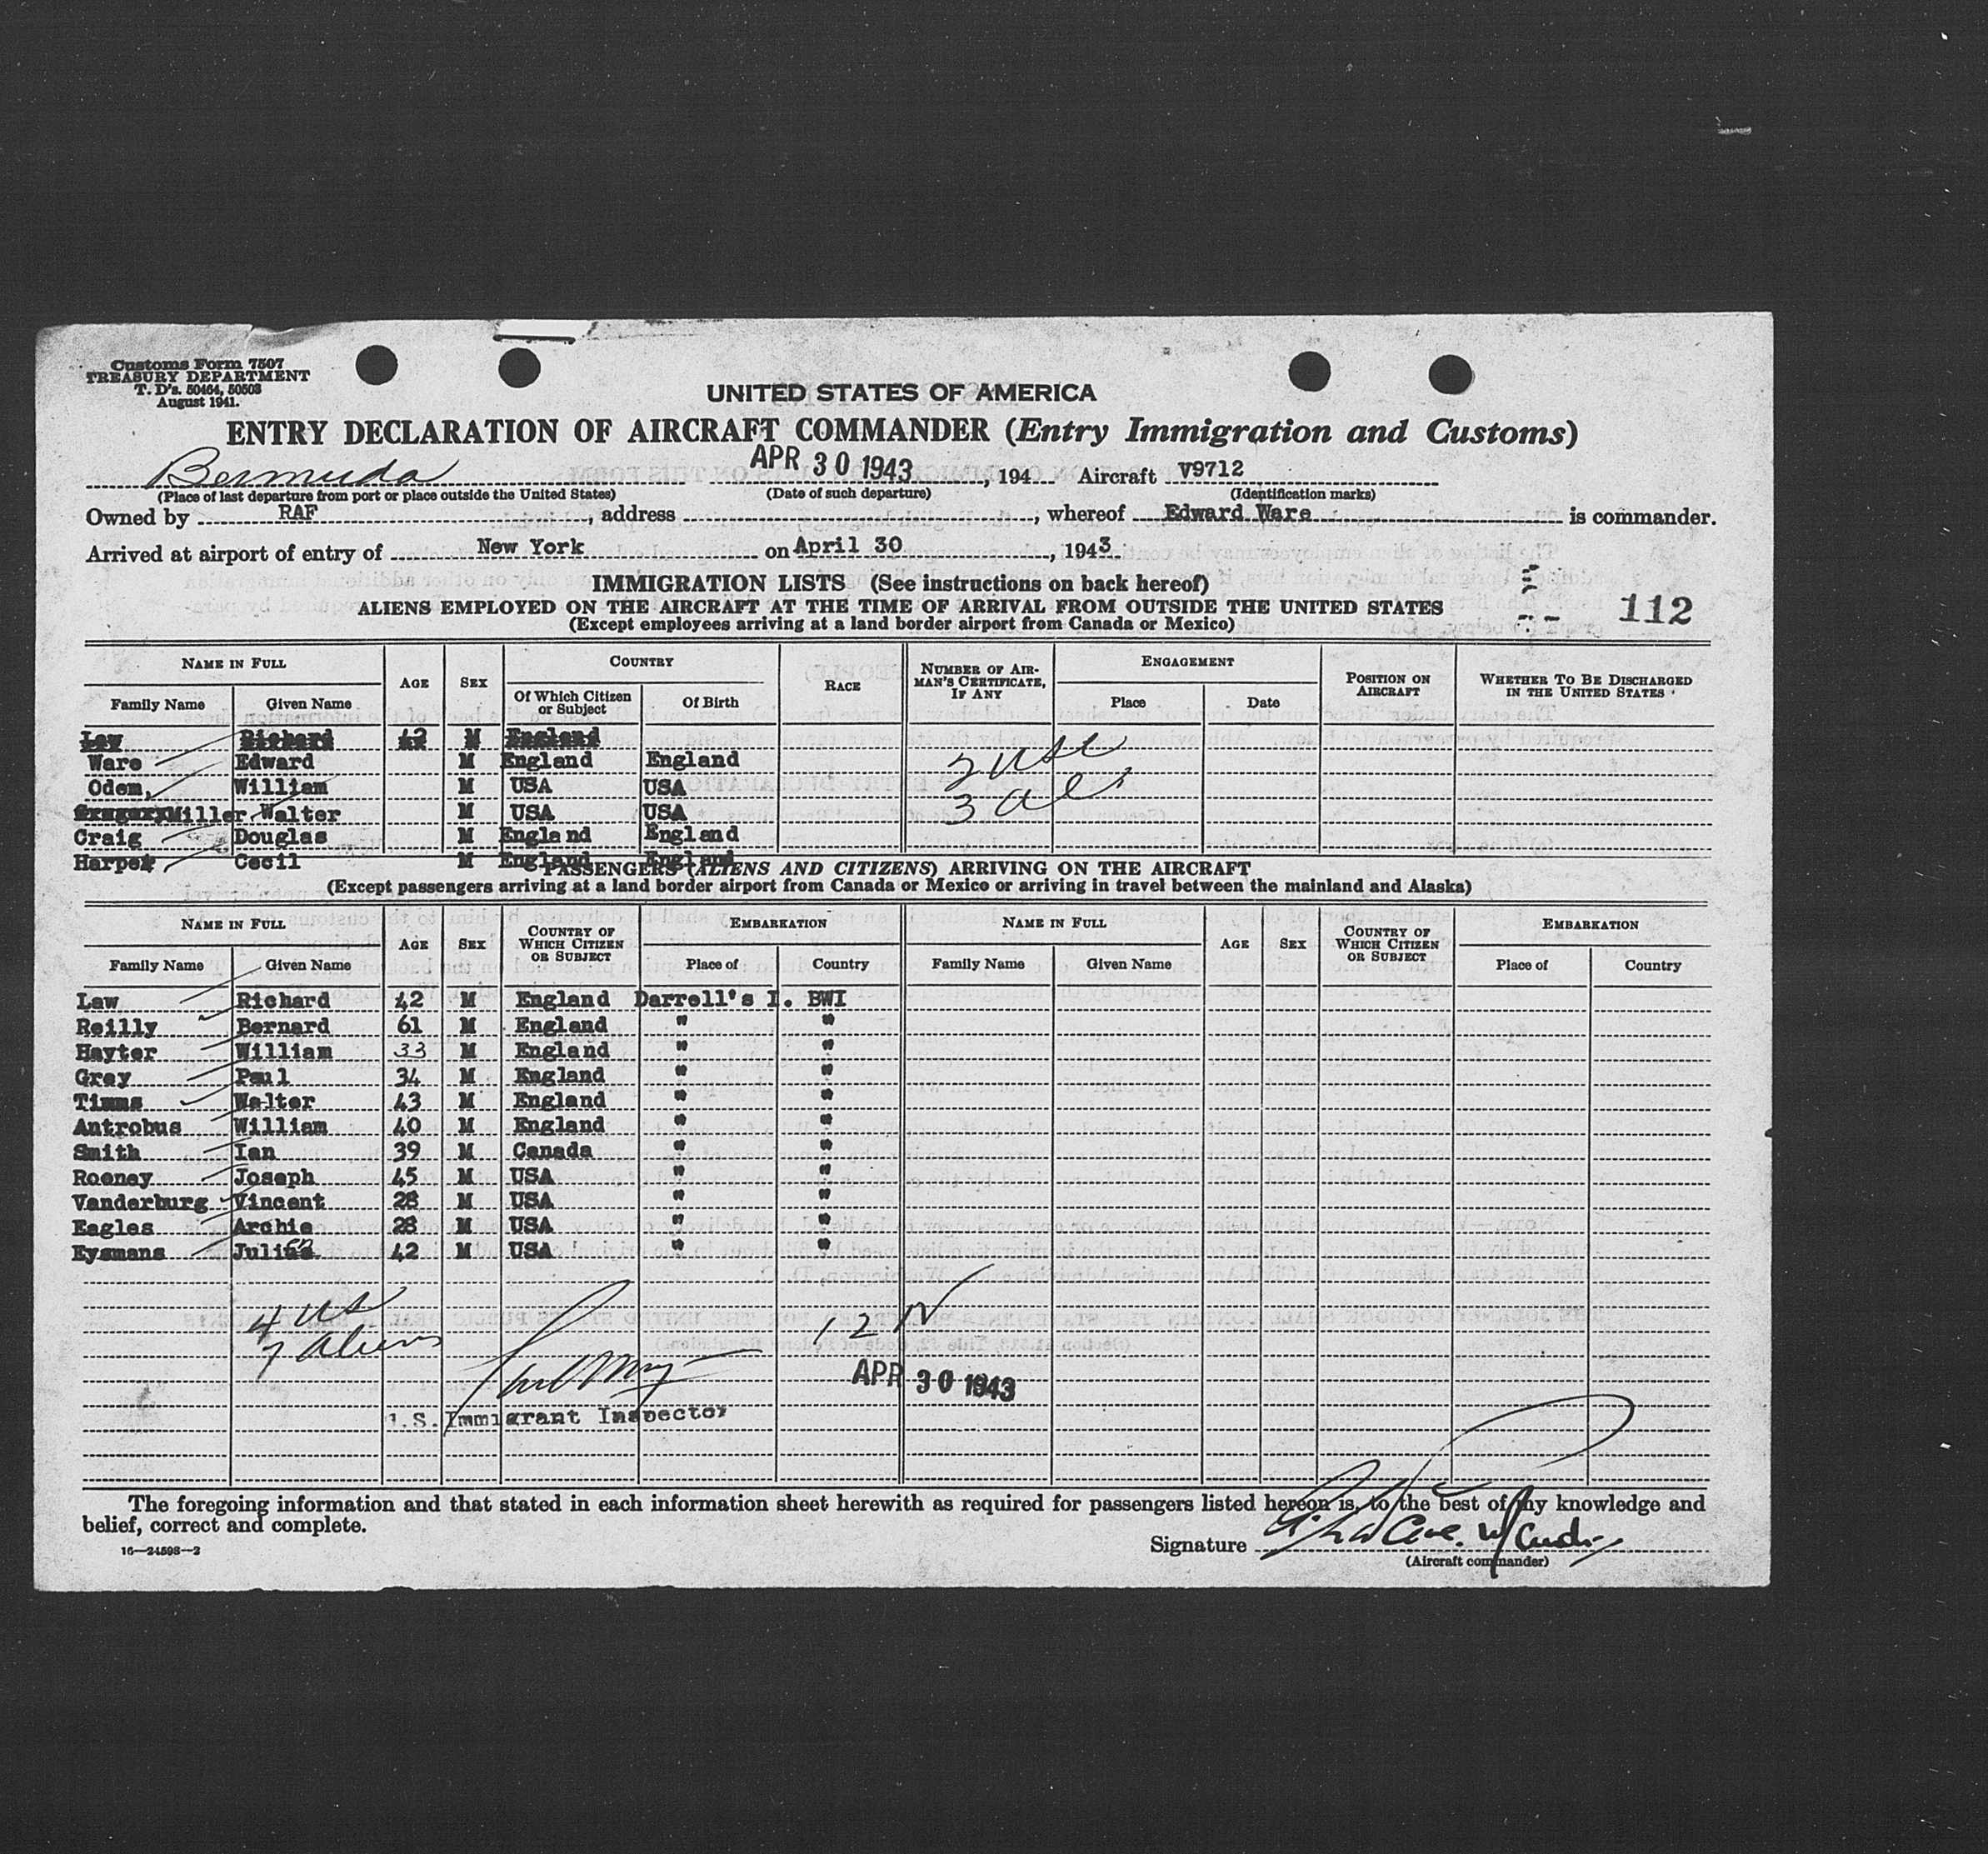 Customs Form 7507
TREASURY DEPARTMENT
T. D's. 50464, 50503
August 1941.
UNITED STATES OF AMERICA
ENTRY DECLARATION OF AIRCRAFT COMMANDER (Entry Immigration and Customs)
Bermuda APR 30 1943, 194 Aircraft V9712
(Place of last departure from port or place outside the United States) (Date of such departure) (Identification marks)
Owned by RAF, address, whereof Edward Ware is commander.
Arrived at airport of entry of New York on April 30, 1943.
IMMIGRATION LISTS (See instructions on back hereof)
ALIENS EMPLOYED ON THE AIRCRAFT AT THE TIME OF ARRIVAL FROM OUTSIDE THE UNITED STATES 112
(Except employees arriving at a land border airport from Canada or Mexico)
NAME IN FULL AGE SEX COUNTRY RACE NUMBER OF AIR-MAN'S CERTIFICATE, IF ANY ENGAGEMENT POSITION ON AIRCRAFT WHETHER TO BE DISCHARGED IN THE UNITED STATES
Family Name Given Name Of Which Citizen or Subject Of Birth Place Date
Law Richard 42 M England
Ware Edward M England England
Odem, William M USA USA
Miller Walter M USA USA
Craig Douglas M England England
Harper Cecil M England England
2 USC
3 al
PASSENGERS (ALIENS AND CITIZENS) ARRIVING ON THE AIRCRAFT
(Except passengers arriving at a land border airport from Canada or Mexico or arriving in travel between the mainland and Alaska)
NAME IN FULL AGE SEX COUNTRY OF WHICH CITIZEN OR SUBJECT EMBARKATION NAME IN FULL AGE SEX COUNTRY OF WHICH CITIZEN OR SUBJECT EMBARKATION
Family Name Given Name Place of Country Family Name Given Name Place of Country
Law Richard 42 M England Darrell's I. BWI
Reilly Bernard 61 M England " "
Hayter William 33 M England " "
Grey Paul 34 M England " "
Timms Walter 43 M England " "
Antrobus William 40 M England " "
Smith Ian 39 M Canada " "
Rooney Joseph 45 M USA " "
Vanderburg Vincent 28 M USA " "
Eagles Archie 28 M USA " "
Eysmans Julien 42 M USA " "
4 US
7 Aliens
12 N
APR 30 1943
U.S. Immigrant Inspector
The foregoing information and that stated in each information sheet herewith as required for passengers listed hereon is, to the best of my knowledge and
belief, correct and complete.
16—24598—2
Signature
(Aircraft commander)